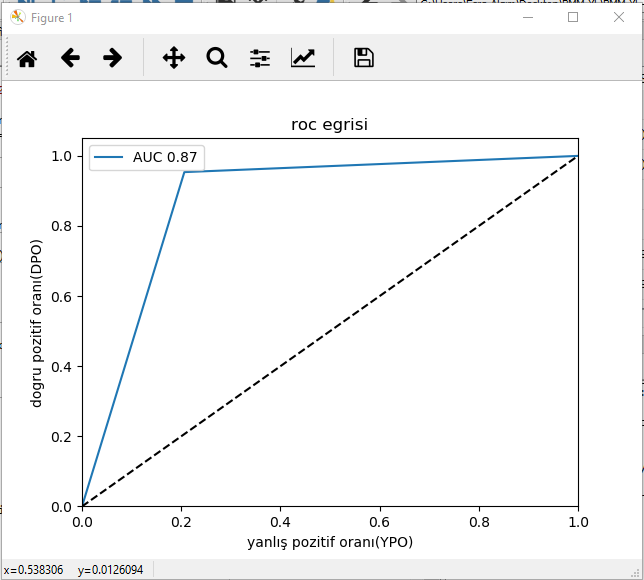 Figure 1
roc egrisi
AUC 0.87
dogru pozitif oranı(DPO)
1.0
0.8
0.6
0.4
0.2
0.0
0.0 0.2 0.4 0.6 0.8 1.0
yanlış pozitif oranı(YPO)
x=0.538306 y=0.0126094